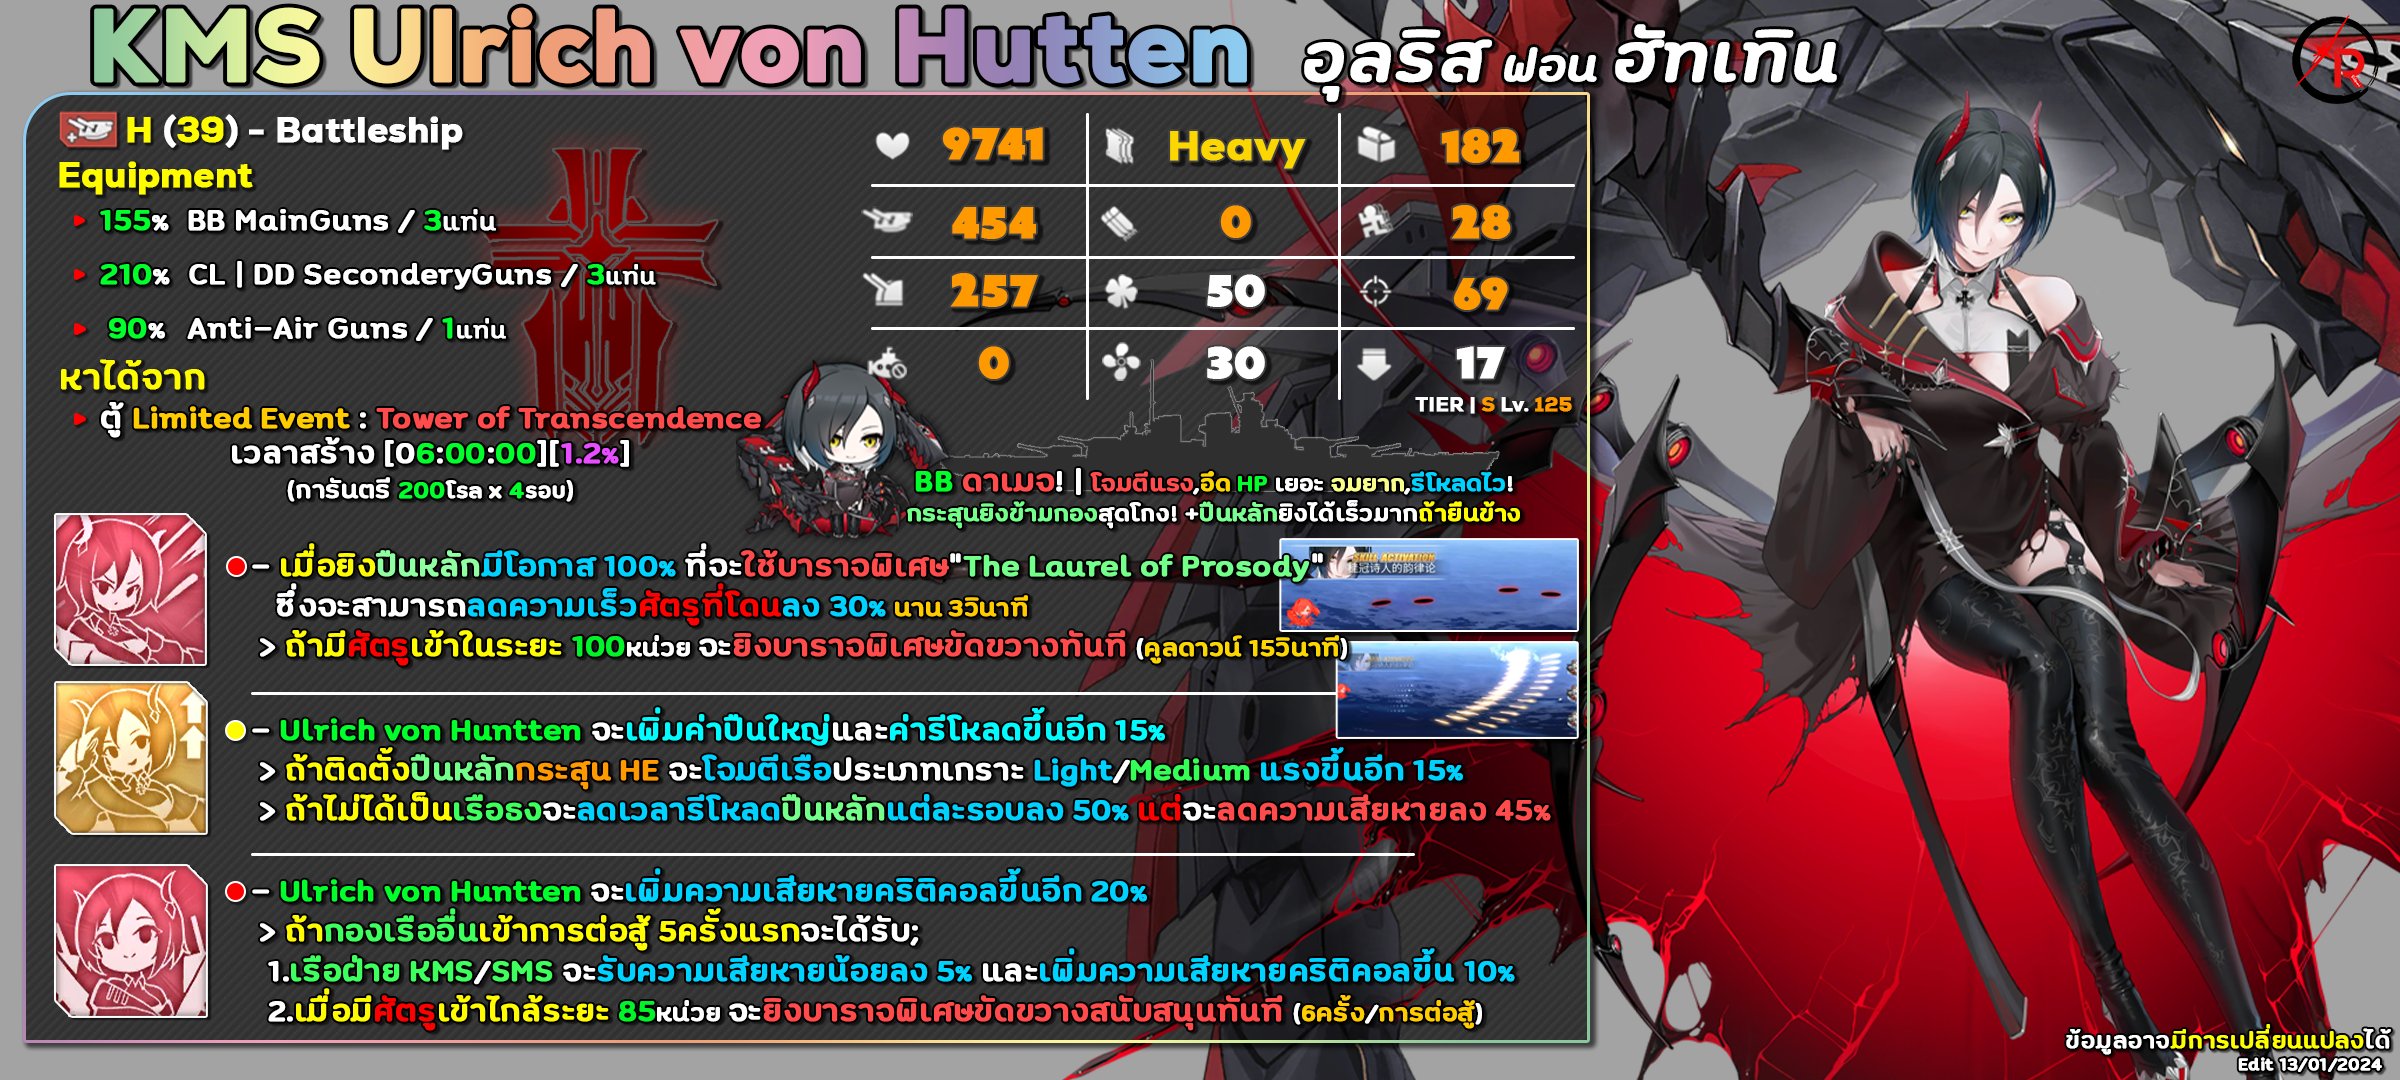 KMS Ulrich von Hutten อุลริส ฟอน ฮัทเทิน
H (39) - Battleship
Equipment
155% BB MainGuns / 3แท่น
210% CL | DD SeconderyGuns / 3แท่น
90% Anti-Air Guns / 1แท่น
หาได้จาก
ตู้ Limited Event : Tower of Transcendence
เวลาสร้าง [06:00:00][1.2%]
(การันตรี 200โรล x 4รอบ)
9741 Heavy 182
454 0 28
257 50 69
0 30 17
TIER | S Lv. 125
BB ดาเมจ! | โจมตีแรง,อึด HP เยอะ จมยาก,รีโหลดไว!
กระสุนยิงข้ามกองสุดโกง! +ปืนหลักยิงได้เร็วมากถ้ายืนข้าง
- เมื่อยิงปืนหลักมีโอกาส 100% ที่จะใช้บาราจพิเศษ"The Laurel of Prosody"
ซึ่งจะสามารถลดความเร็วศัตรูที่โดนลง 30% นาน 3วินาที
> ถ้ามีศัตรูเข้าในระยะ 100หน่วย จะยิงบาราจพิเศษขัดขวางทันที (คูลดาวน์ 15วินาที)
SKILL ACTIVATION
桂冠诗人的韵律论
- Ulrich von Huntten จะเพิ่มค่าปืนใหญ่และค่ารีโหลดขึ้นอีก 15%
> ถ้าติดตั้งปืนหลักกระสุน HE จะโจมตีเรือประเภทเกราะ Light/Medium แรงขึ้นอีก 15%
> ถ้าไม่ได้เป็นเรือธงจะลดเวลารีโหลดปืนหลักแต่ละรอบลง 50% แต่จะลดความเสียหายลง 45%
- Ulrich von Huntten จะเพิ่มความเสียหายคริติคอลขึ้นอีก 20%
> ถ้ากองเรืออื่นเข้าการต่อสู้ 5ครั้งแรกจะได้รับ;
1.เรือฝ่าย KMS/SMS จะรับความเสียหายน้อยลง 5% และเพิ่มความเสียหายคริติคอลขึ้น 10%
2.เมื่อมีศัตรูเข้าไกล้ระยะ 85หน่วย จะยิงบาราจพิเศษขัดขวางสนับสนุนทันที (6ครั้ง/การต่อสู้)
ข้อมูลอาจมีการเปลี่ยนแปลงได้
Edit 13/01/2024